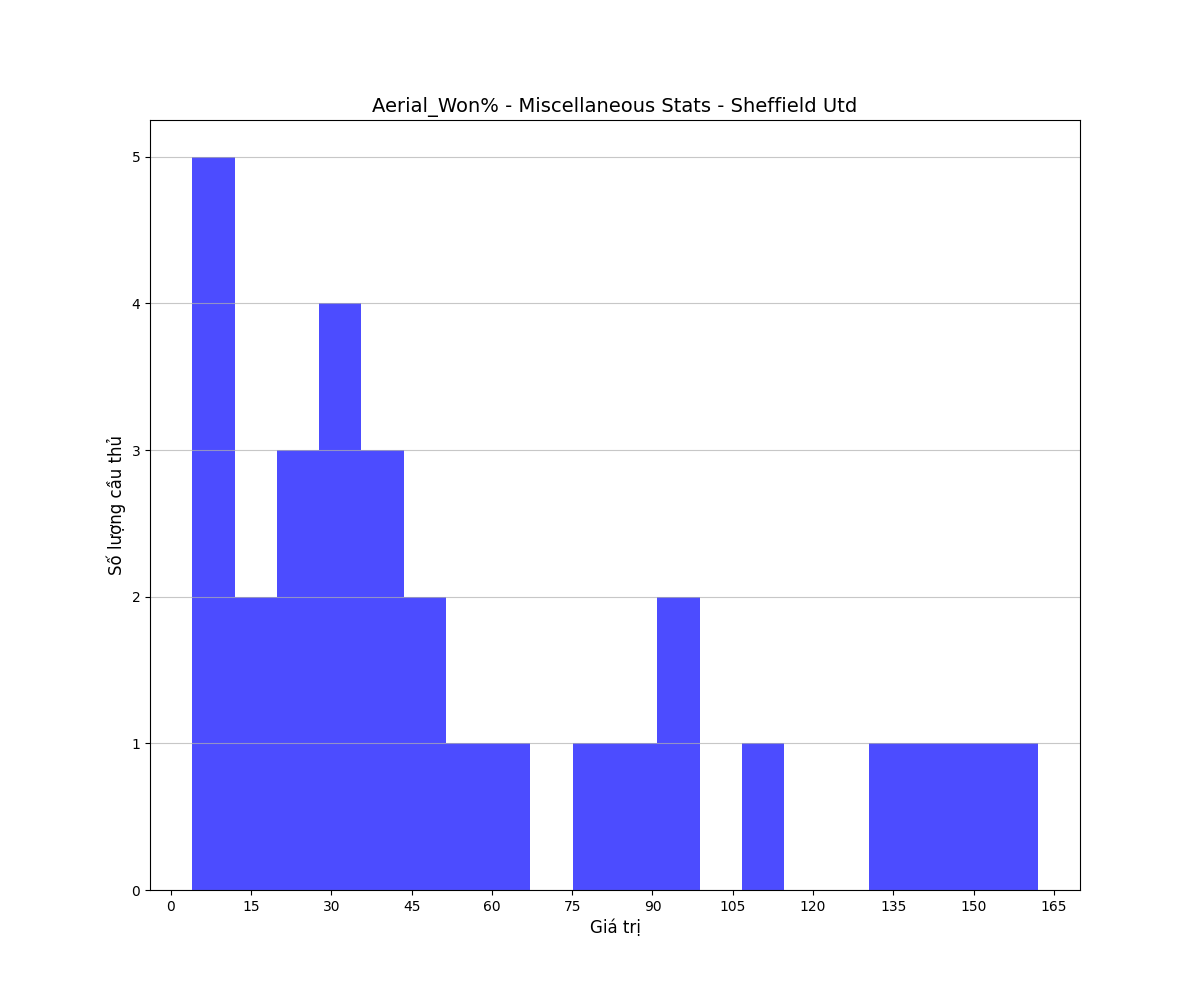 Aerial_Won% - Miscellaneous Stats - Sheffield Utd
5
4
3
2
1
0
Số lượng cầu thủ
0 15 30 45 60 75 90 105 120 135 150 165
Giá trị